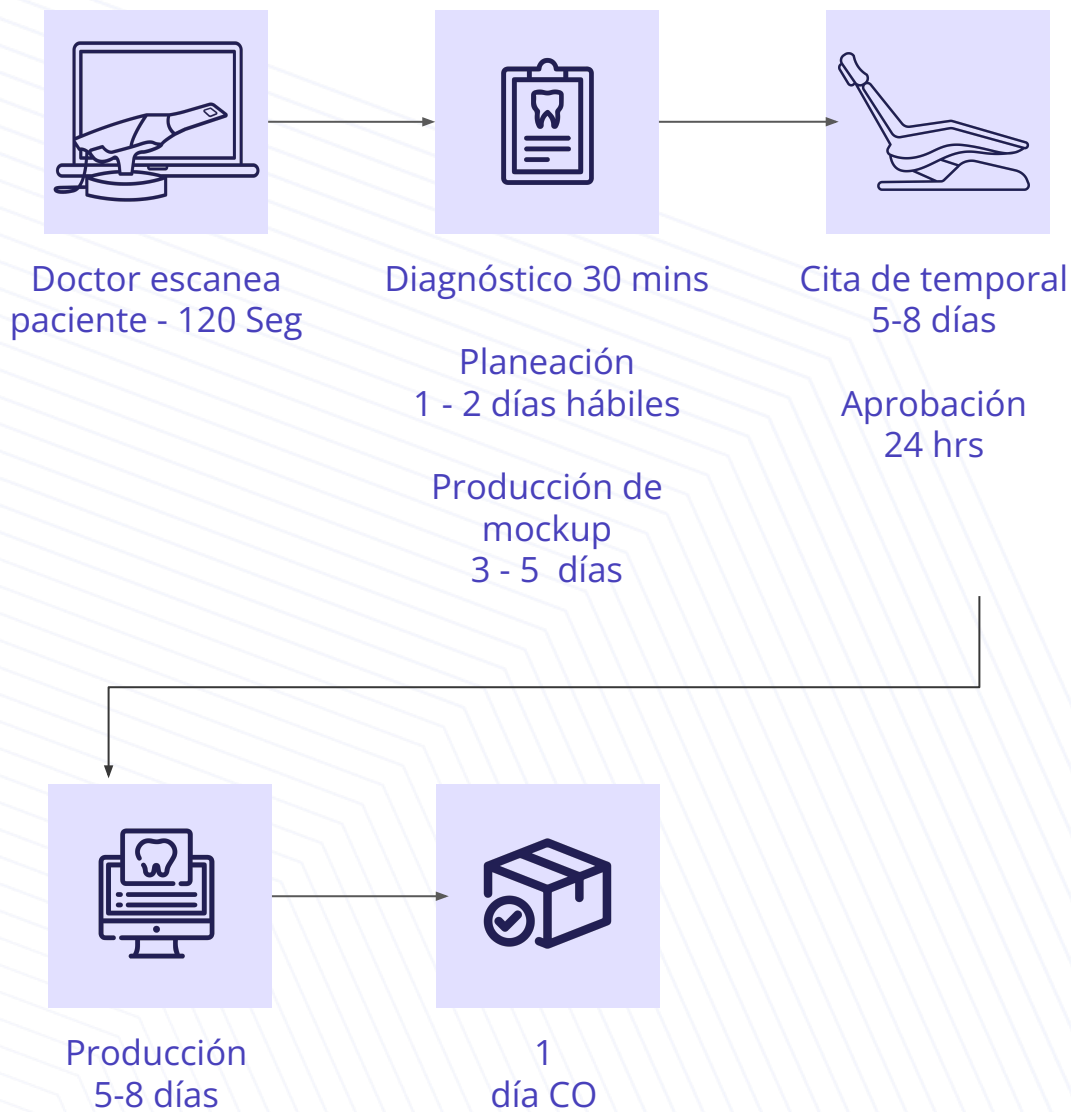 Doctor escanea
paciente - 120 Seg
Diagnóstico 30 mins
Planeación
1 - 2 días hábiles
Producción de
mockup
3 - 5 días
Cita de temporal
5-8 días
Aprobación
24 hrs
Producción
5-8 días
1
día CO